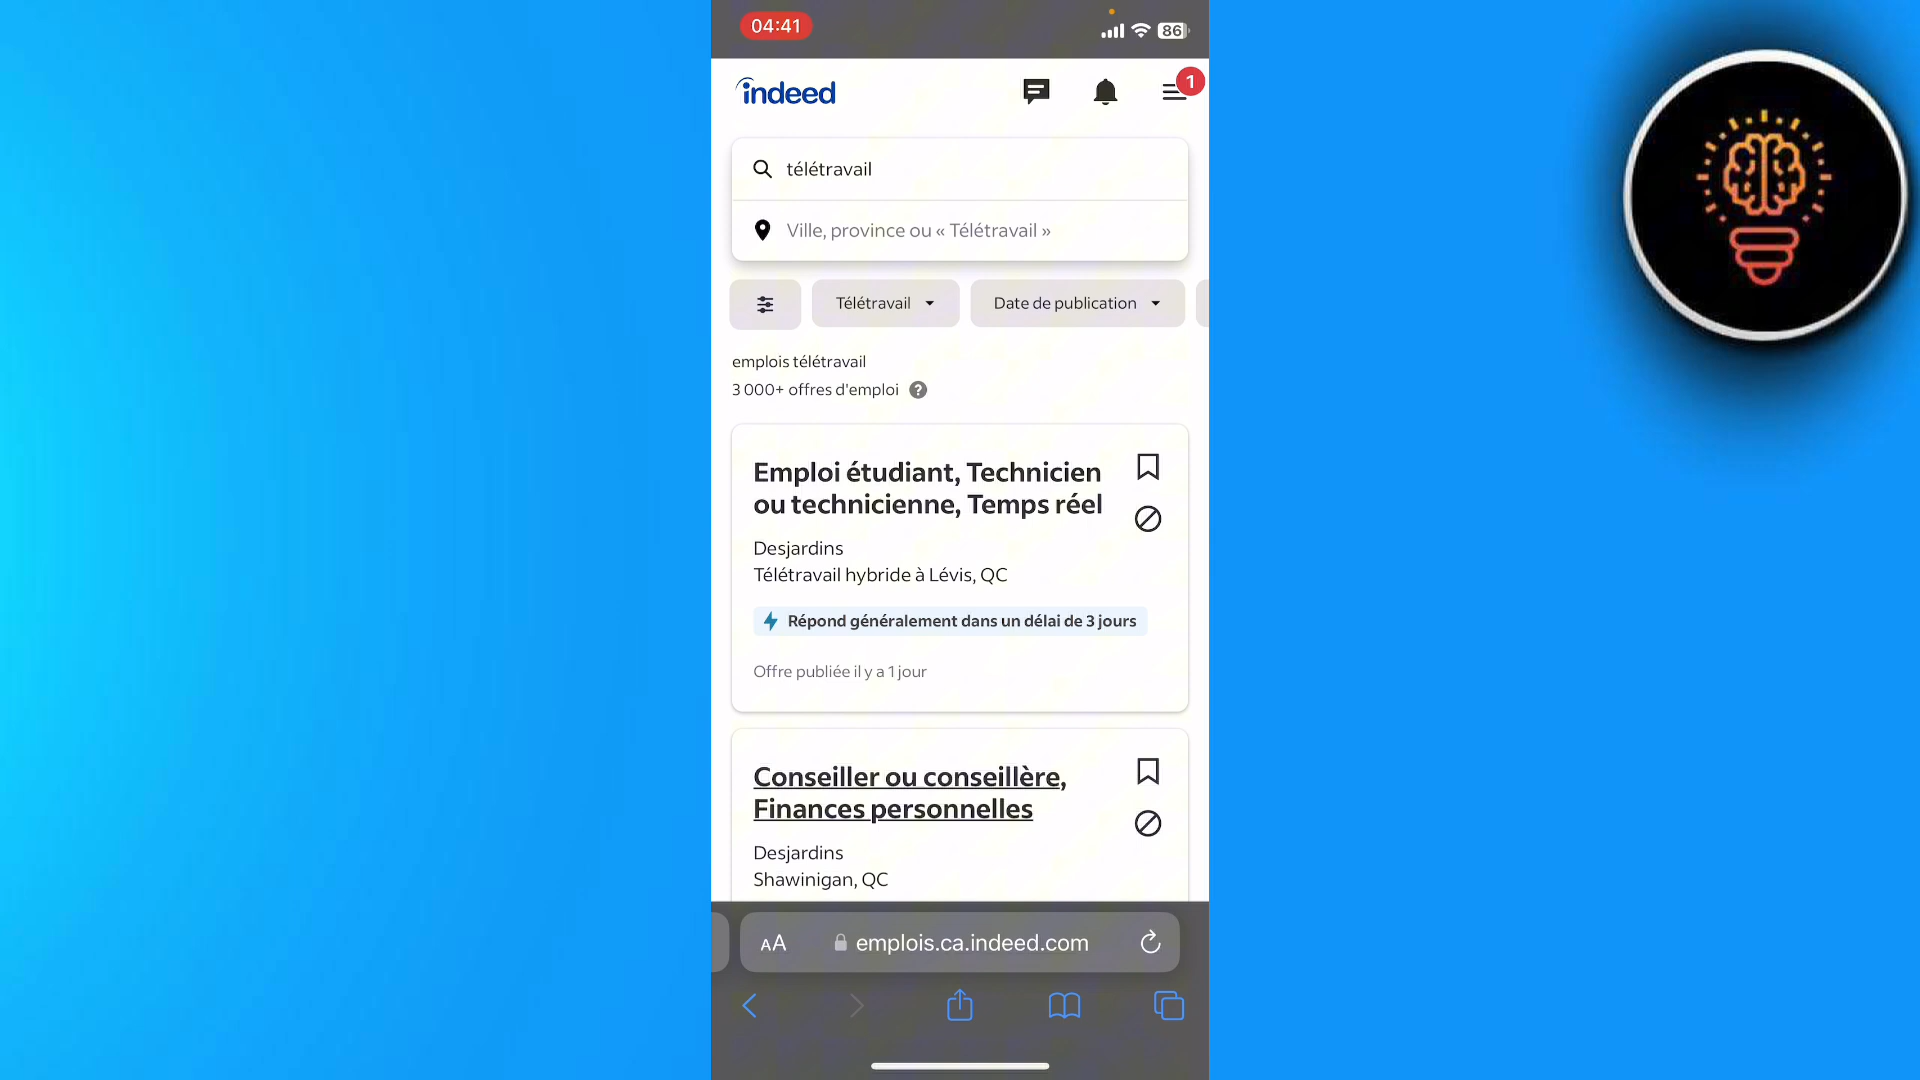 04:41
86
indeed
1
télétravail
Ville, province ou « Télétravail »
Télétravail
Date de publication
emplois télétravail
3 000+ offres d'emploi ?
Emploi étudiant, Technicien
ou technicienne, Temps réel
Desjardins
Télétravail hybride à Lévis, QC
Répond généralement dans un délai de 3 jours
Offre publiée il y a 1 jour
Conseiller ou conseillère,
Finances personnelles
Desjardins
Shawinigan, QC
AA
emplois.ca.indeed.com